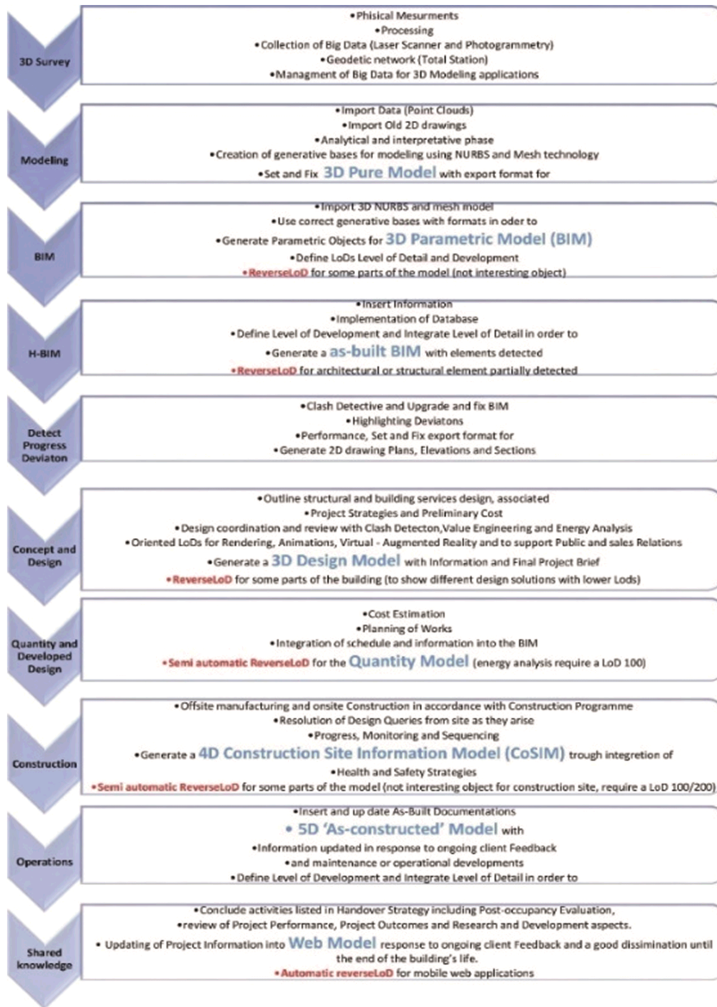 3D Survey
•Phisical Mesurments
•Processing
•Collection of Big Data (Laser Scanner and Photogrammetry)
•Geodetic network (Total Station)
•Managment of Big Data for 3D Modeling applications
Modeling
•Import Data (Point Clouds)
•Import Old 2D drawings
•Analytical and interpretative phase
•Creation of generative bases for modeling using NURBS and Mesh technology
•Set and Fix 3D Pure Model with export format for
BIM
•Import 3D NURBS and mesh model
•Use correct generative bases with formats in oder to
•Generate Parametric Objects for 3D Parametric Model (BIM)
•Define LoDs Level of Detail and Development
•ReverseLoD for some parts of the model (not interesting object)
H-BIM
•Insert Information
•Implementation of Database
•Define Level of Development and Integrate Level of Detail in order to
•Generate a as-built BIM with elements detected
•ReverseLoD for architectural or structural element partially detected
Detect
Progress
Deviaton
•Clash Detective and Upgrade and fix BIM
•Highlighting Deviatons
•Performance, Set and Fix export format for
•Generate 2D drawing Plans, Elevations and Sections
Concept and
Design
•Outline structural and building services design, associated
•Project Strategies and Preliminary Cost
•Design coordination and review with Clash Detecton,Value Engineering and Energy Analysis
•Oriented LoDs for Rendering, Animations, Virtual - Augmented Reality and to support Public and sales Relations
•Generate a 3D Design Model with Information and Final Project Brief
•ReverseLoD for some parts of the building (to show different design solutions with lower Lods)
Quantity and
Developed
Design
•Cost Estimation
•Planning of Works
•Integration of schedule and information into the BIM
•Semi automatic ReverseLoD for the Quantity Model (energy analysis require a LoD 100)
Construction
•Offsite manufacturing and onsite Construction in accordance with Construction Programme
•Resolution of Design Queries from site as they arise
•Progress, Monitoring and Sequencing
•Generate a 4D Construction Site Information Model (CoSIM) trough integretion of
•Health and Safety Strategies
•Semi automatic ReverseLoD for some parts of the model (not interesting object for construction site, require a LoD 100/200)
Operations
•Insert and up date As-Built Documentations
• 5D ‘As-constructed’ Model with
•Information updated in response to ongoing client Feedback
•and maintenance or operational developments
•Define Level of Development and Integrate Level of Detail in order to
Shared
knowledge
•Conclude activities listed in Handover Strategy including Post-occupancy Evaluation,
•review of Project Performance, Project Outcomes and Research and Development aspects.
• Updating of Project Information into Web Model response to ongoing client Feedback and a good dissimination until
the end of the building’s life.
•Automatic reverseLoD for mobile web applications